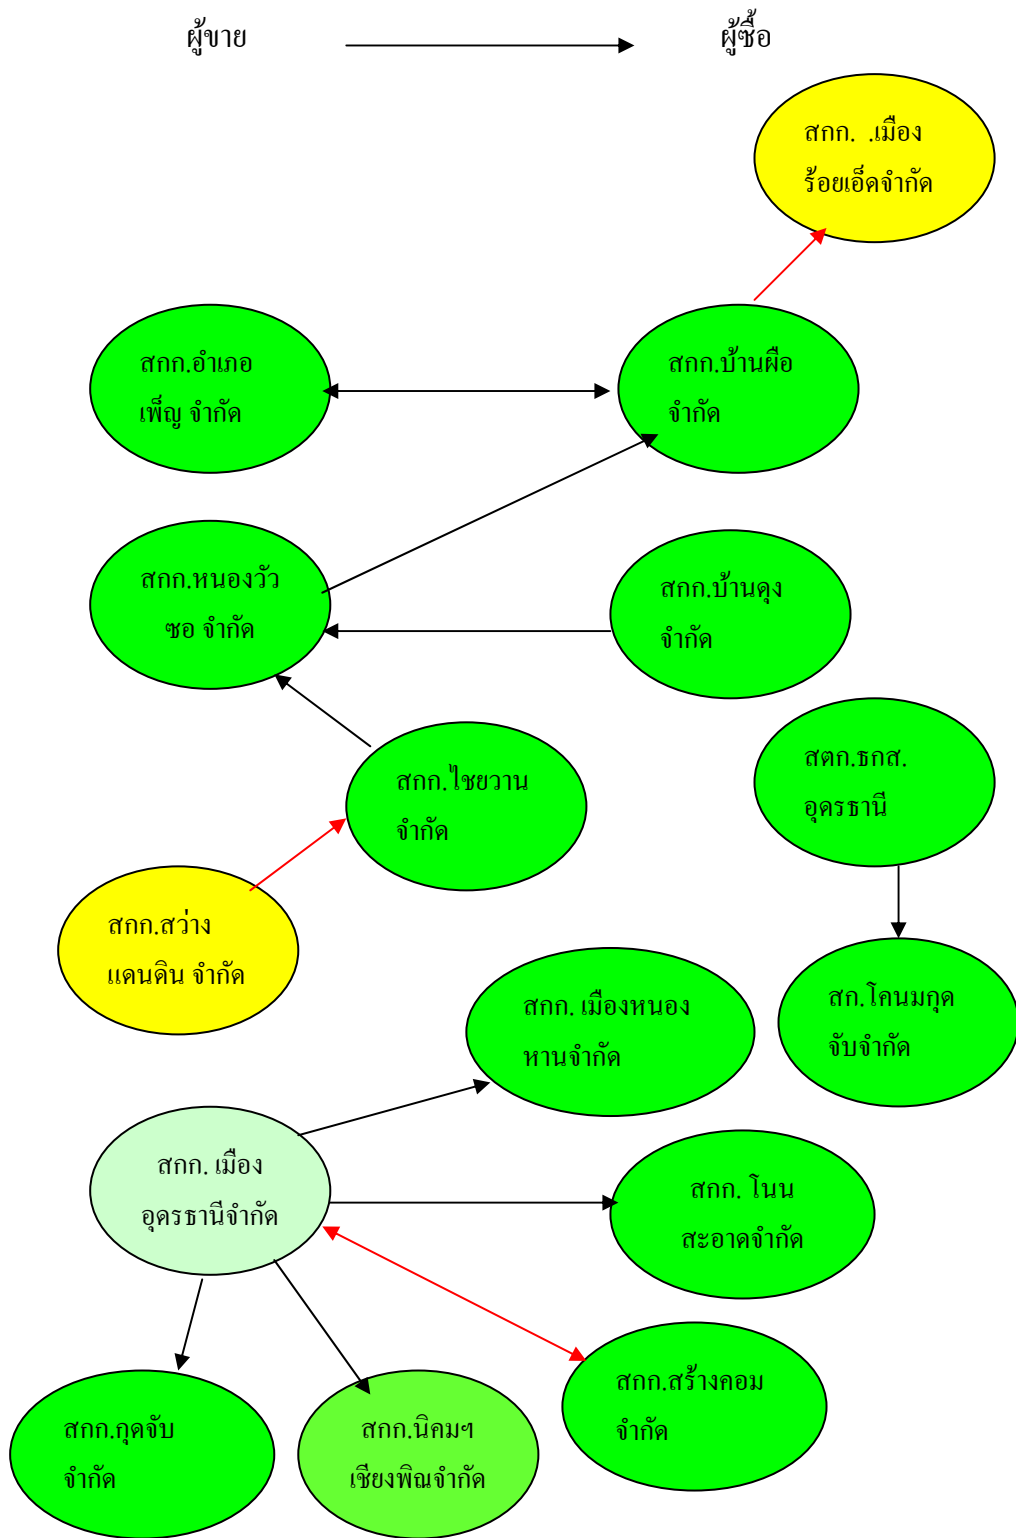 ผู้ขาย
ผู้ซื้อ
สกก. .เมือง
ร้อยเอ็ดจำกัด
สกก.อำเภอ
เพ็ญ จำกัด
สกก.บ้านผือ
จำกัด
สกก.หนองวัว
ซอ จำกัด
สกก.บ้านดุง
จำกัด
สกก.ไชยวาน
จำกัด
สตก.ธกส.
อุดรธานี
สกก.สว่าง
แดนดิน จำกัด
สกก. เมืองหนอง
หานจำกัด
สก.โคนมกุด
จับจำกัด
สกก. เมือง
อุดรธานีจำกัด
สกก. โนน
สะอาดจำกัด
สกก.สร้างคอม
จำกัด
สกก.กุดจับ
จำกัด
สกก.นิคมฯ
เชียงพิณจำกัด